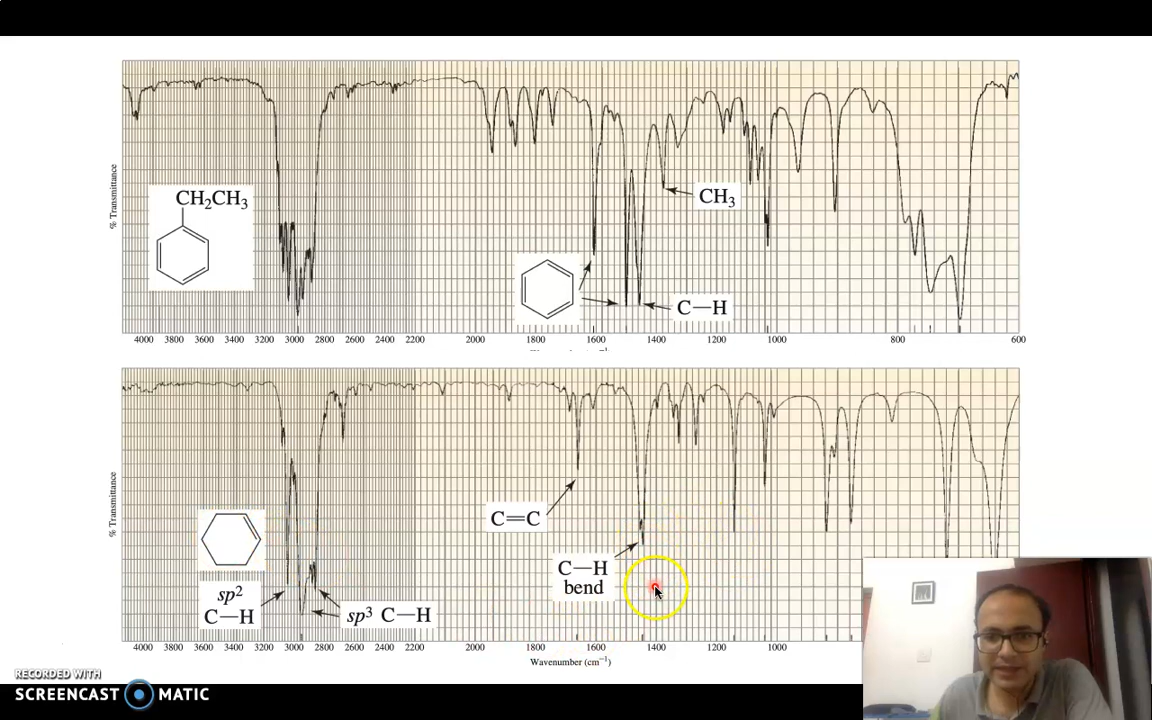 % Transmittance
CH₂CH₃
CH₃
C—H
4000 3800 3600 3400 3200 3000 2800 2600 2400 2200 2000 1800 1600 1400 1200 1000 800 600
% Transmittance
C=C
C—H
bend
sp²
C—H
sp³ C—H
4000 3800 3600 3400 3200 3000 2800 2600 2400 2200 2000 1800 1600 1400 1200 1000
Wavenumber (cm⁻¹)
RECORDED WITH
SCREENCAST MATIC